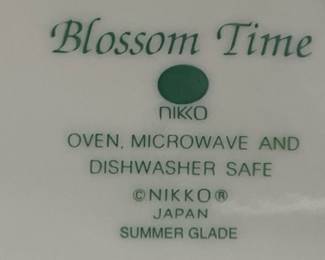 Blossom Time
nikko
OVEN, MICROWAVE AND
DISHWASHER SAFE
©NIKKO®
JAPAN
SUMMER GLADE